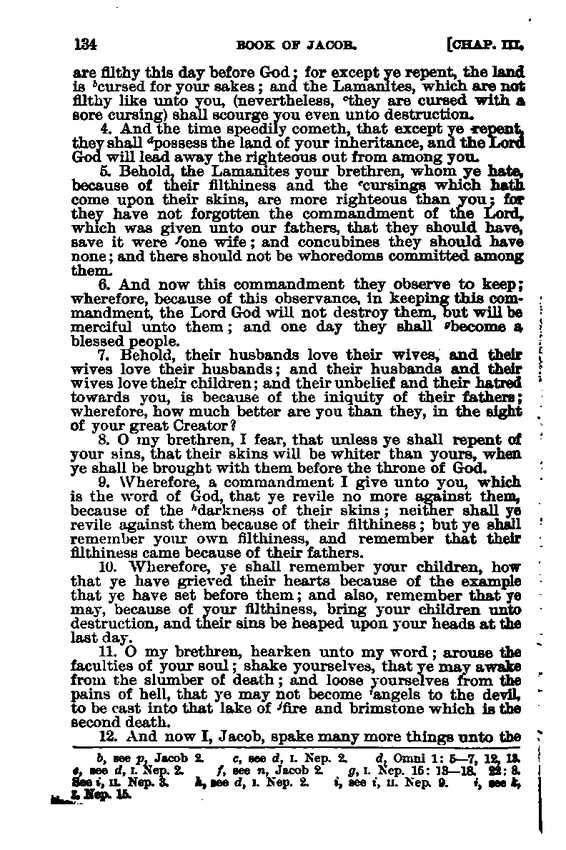 134 BOOK OF JACOB. [CHAP. III.
are filthy this day before God; for except ye repent, the land
is bcursed for your sakes; and the Lamanites, which are not
filthy like unto you, (nevertheless, cthey are cursed with a
sore cursing) shall scourge you even unto destruction.
4. And the time speedily cometh, that except ye repent,
they shall dpossess the land of your inheritance, and the Lord
God will lead away the righteous out from among you.
5. Behold, the Lamanites your brethren, whom ye hate,
because of their filthiness and the ecursings which hath
come upon their skins, are more righteous than you; for
they have not forgotten the commandment of the Lord,
which was given unto our fathers, that they should have,
save it were fone wife; and concubines they should have
none; and there should not be whoredoms committed among
them.
6. And now this commandment they observe to keep;
wherefore, because of this observance, in keeping this com-
mandment, the Lord God will not destroy them, but will be
merciful unto them; and one day they shall gbecome a
blessed people.
7. Behold, their husbands love their wives, and their
wives love their husbands; and their husbands and their
wives love their children; and their unbelief and their hatred
towards you, is because of the iniquity of their fathers;
wherefore, how much better are you than they, in the sight
of your great Creator?
8. O my brethren, I fear, that unless ye shall repent of
your sins, that their skins will be whiter than yours, when
ye shall be brought with them before the throne of God.
9. Wherefore, a commandment I give unto you, which
is the word of God, that ye revile no more against them,
because of the hdarkness of their skins; neither shall ye
revile against them because of their filthiness; but ye shall
remember your own filthiness, and remember that their
filthiness came because of their fathers.
10. Wherefore, ye shall remember your children, how
that ye have grieved their hearts because of the example
that ye have set before them; and also, remember that ye
may, because of your filthiness, bring your children unto
destruction, and their sins be heaped upon your heads at the
last day.
11. O my brethren, hearken unto my word; arouse the
faculties of your soul; shake yourselves, that ye may awake
from the slumber of death; and loose yourselves from the
pains of hell, that ye may not become iangels to the devil,
to be cast into that lake of jfire and brimstone which is the
second death.
12. And now I, Jacob, spake many more things unto the
b, see p, Jacob 2. c, see d, I. Nep. 2. d, Omni 1: 5—7, 12, 13.
e, see d, I. Nep. 2. f, see n, Jacob 2. g, I. Nep. 15: 13—18. 22: 8.
See i, II. Nep. 3. h, see d, I. Nep. 2. i, see i, II. Nep. 9. j, see k,
I. Nep. 15.